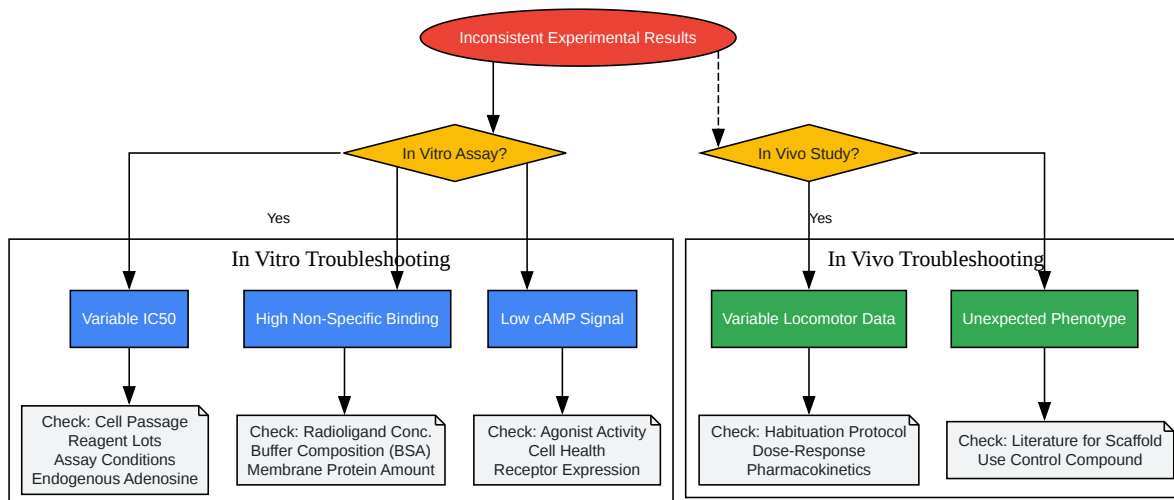 Inconsistent Experimental Results
In Vitro Assay?
In Vivo Study?
Yes
Yes
In Vitro Troubleshooting
In Vivo Troubleshooting
Variable IC50
High Non-Specific Binding
Low cAMP Signal
Variable Locomotor Data
Unexpected Phenotype
Check: Cell Passage
Reagent Lots
Assay Conditions
Endogenous Adenosine
Check: Radioligand Conc.
Buffer Composition (BSA)
Membrane Protein Amount
Check: Agonist Activity
Cell Health
Receptor Expression
Check: Habituation Protocol
Dose-Response
Pharmacokinetics
Check: Literature for Scaffold
Use Control Compound